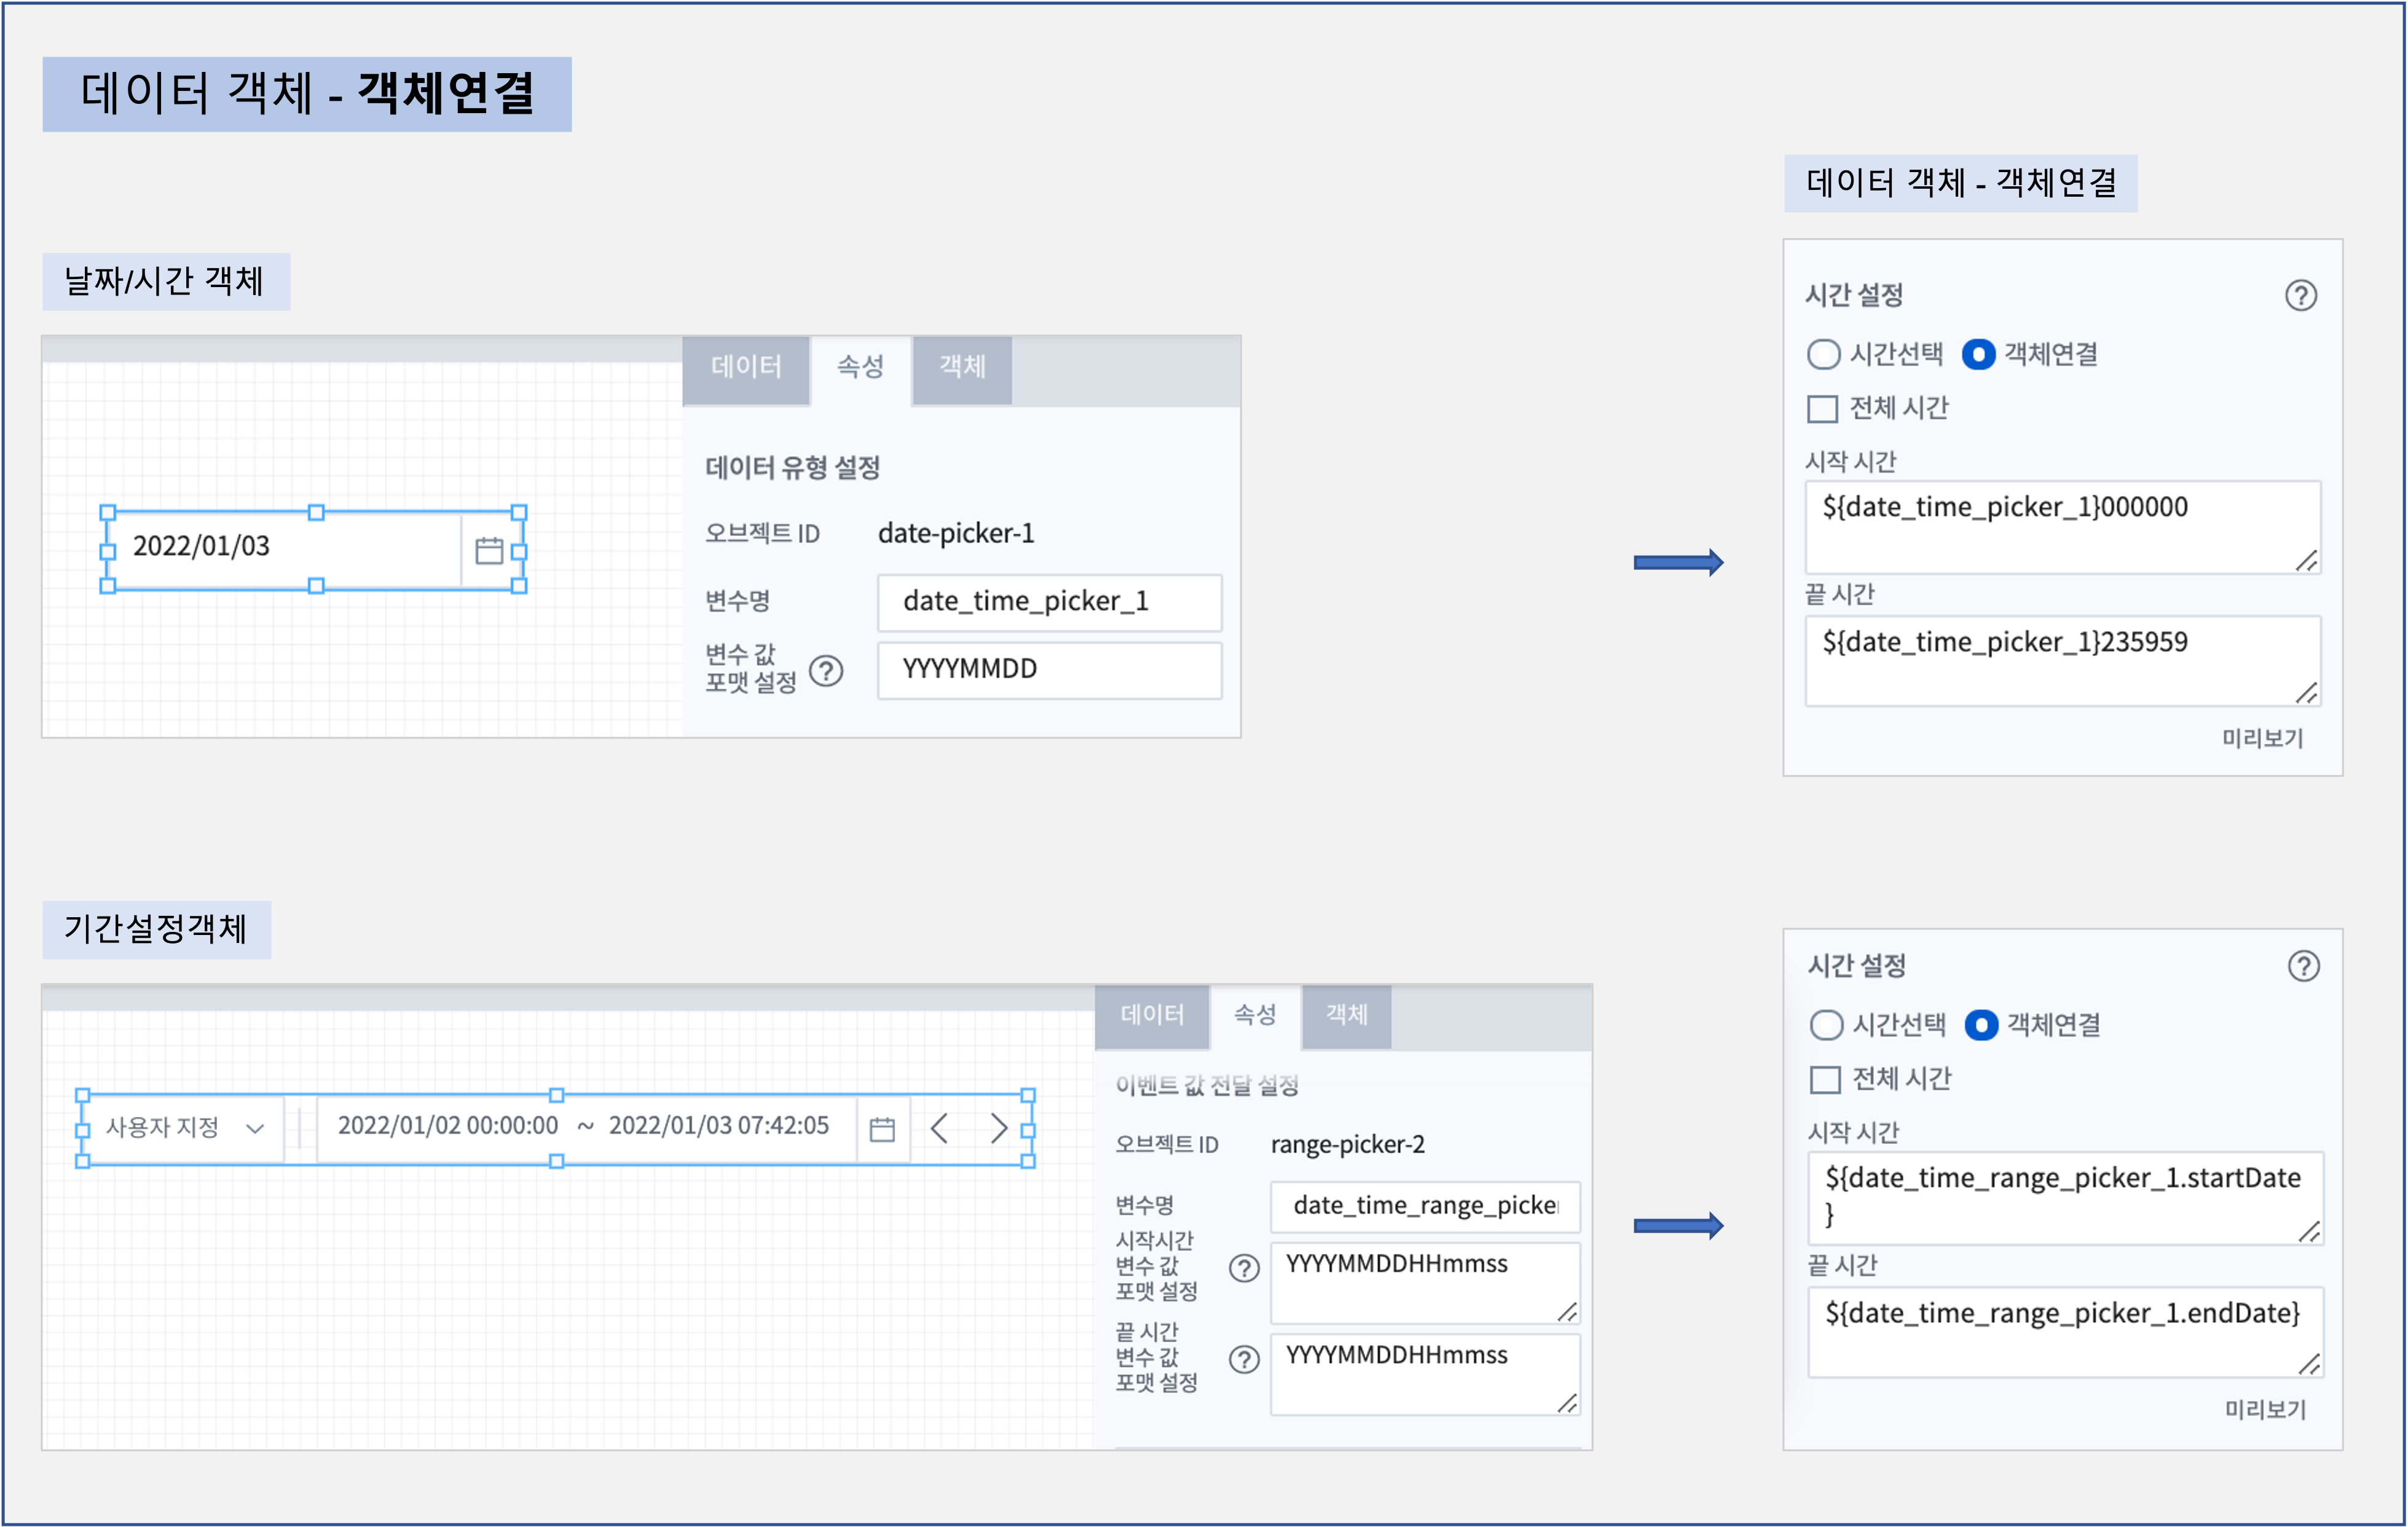 데이터 객체 - 객체연결
날짜/시간 객체
2022/01/03
데이터 속성 객체
데이터 유형 설정
오브젝트 ID date-picker-1
변수명 date_time_picker_1
변수 값
포맷 설정 ? YYYYMMDD
데이터 객체 - 객체연결
시간 설정 ?
시간선택 객체연결
전체 시간
시작 시간
${date_time_picker_1}000000
끝 시간
${date_time_picker_1}235959
미리보기
기간설정객체
사용자 지정 2022/01/02 00:00:00 ~ 2022/01/03 07:42:05
데이터 속성 객체
이벤트 값 전달 설정
오브젝트 ID range-picker-2
변수명 date_time_range_picke
시작시간
변수 값
포맷 설정 ? YYYYMMDDHHmmss
끝 시간
변수 값
포맷 설정 ? YYYYMMDDHHmmss
시간 설정 ?
시간선택 객체연결
전체 시간
시작 시간
${date_time_range_picker_1.startDate
}
끝 시간
${date_time_range_picker_1.endDate}
미리보기